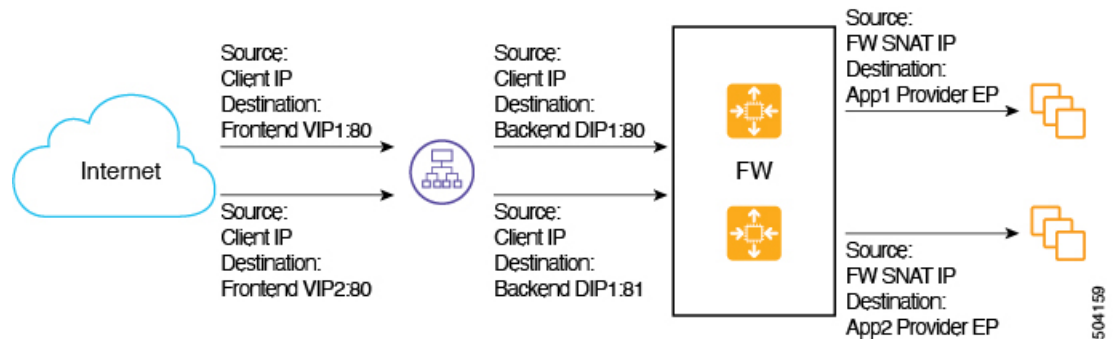 Source:
Client IP
Destination:
Frontend VIP1:80
Source:
Client IP
Destination:
Backend DIP1:80
Source:
FW SNAT IP
Destination:
App1 Provider EP
Internet
FW
Source:
Client IP
Destination:
Frontend VIP2:80
Source:
Client IP
Destination:
Backend DIP1:81
Source:
FW SNAT IP
Destination:
App2 Provider EP
504159